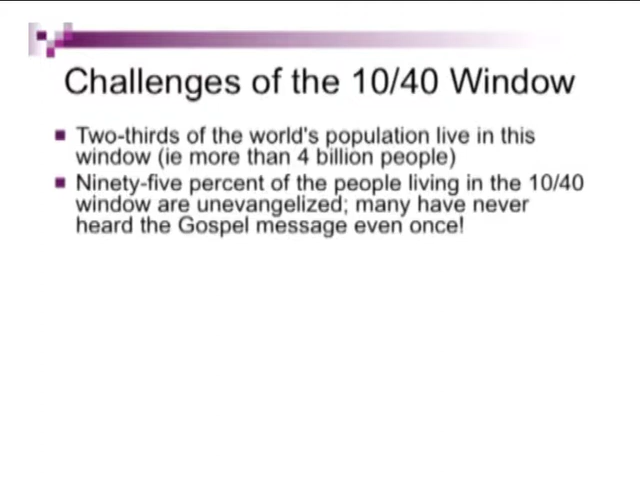 Challenges of the 10/40 Window
Two-thirds of the world's population live in this
window (ie more than 4 billion people)
Ninety-five percent of the people living in the 10/40
window are unevangelized; many have never
heard the Gospel message even once!